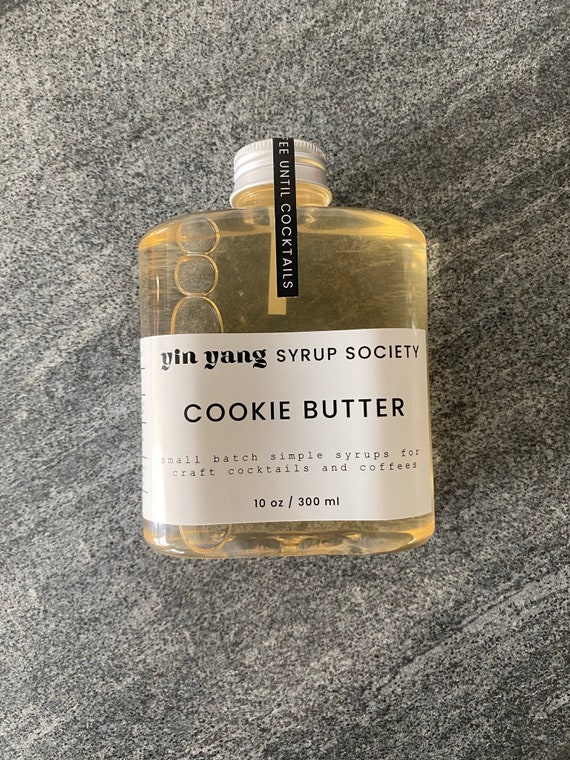 EE UNTIL COCKTAILS
yin yang SYRUP SOCIETY
COOKIE BUTTER
small batch simple syrups for
craft cocktails and coffees
10 oz / 300 ml